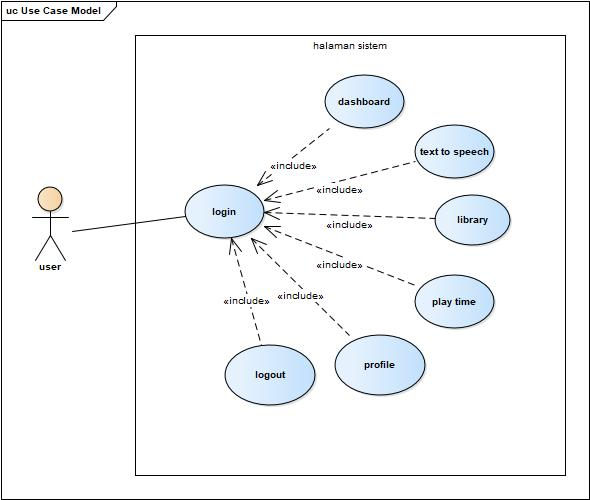 uc Use Case Model
halaman sistem
dashboard
«include»
text to speech
«include»
login
library
«include»
user
«include»
play time
«include»
«include»
profile
logout